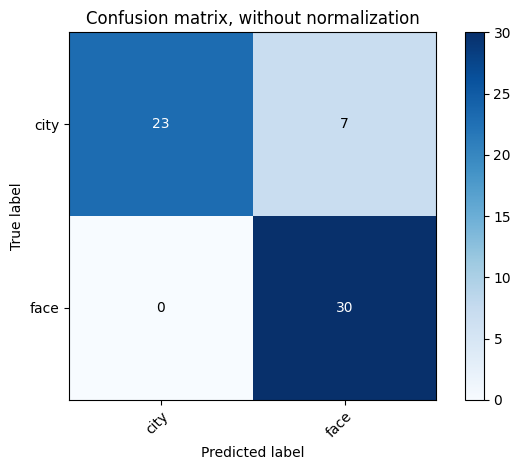 Confusion matrix, without normalization
True label
city
face
23
7
0
30
city
face
Predicted label
30
25
20
15
10
5
0